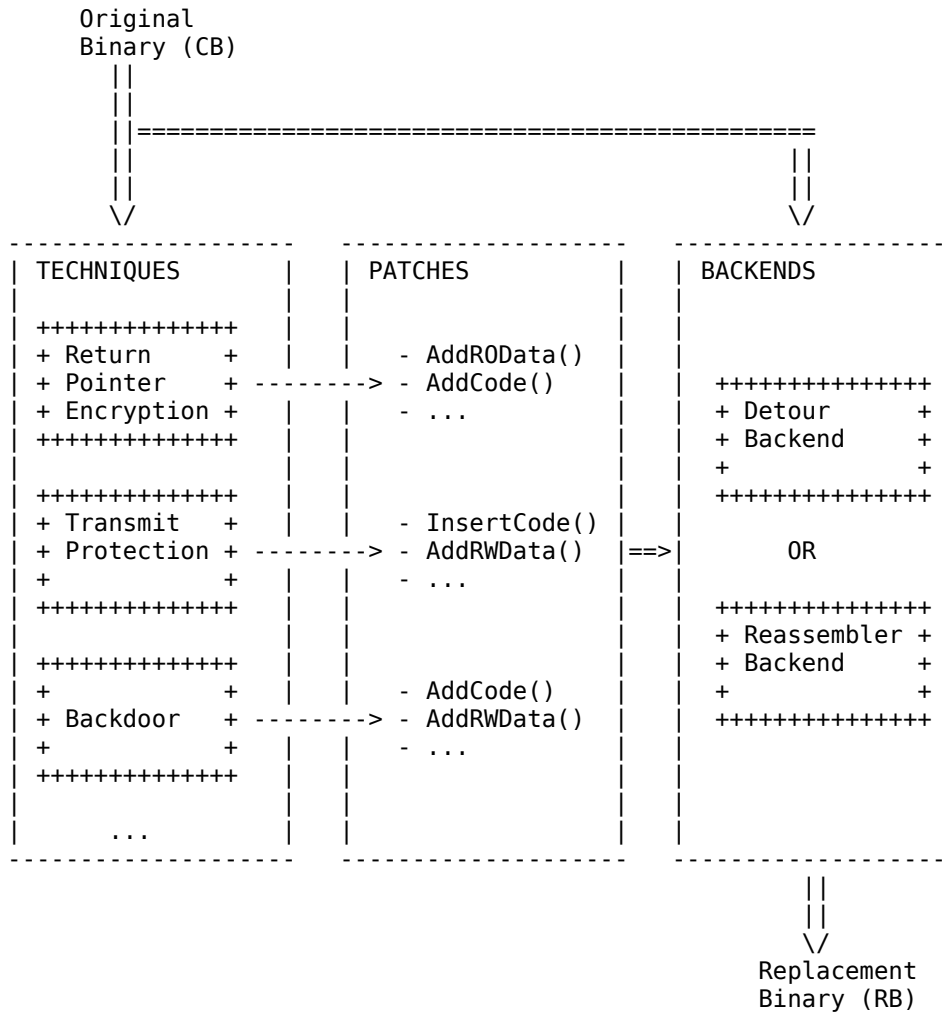 Original
Binary (CB)
TECHNIQUES
Return
Pointer
Encryption
Transmit
Protection
Backdoor
...
PATCHES
- AddROData()
- AddCode()
- ...
- InsertCode()
- AddRWData()
- ...
- AddCode()
- AddRWData()
- ...
BACKENDS
Detour
Backend
OR
Reassembler
Backend
Replacement
Binary (RB)